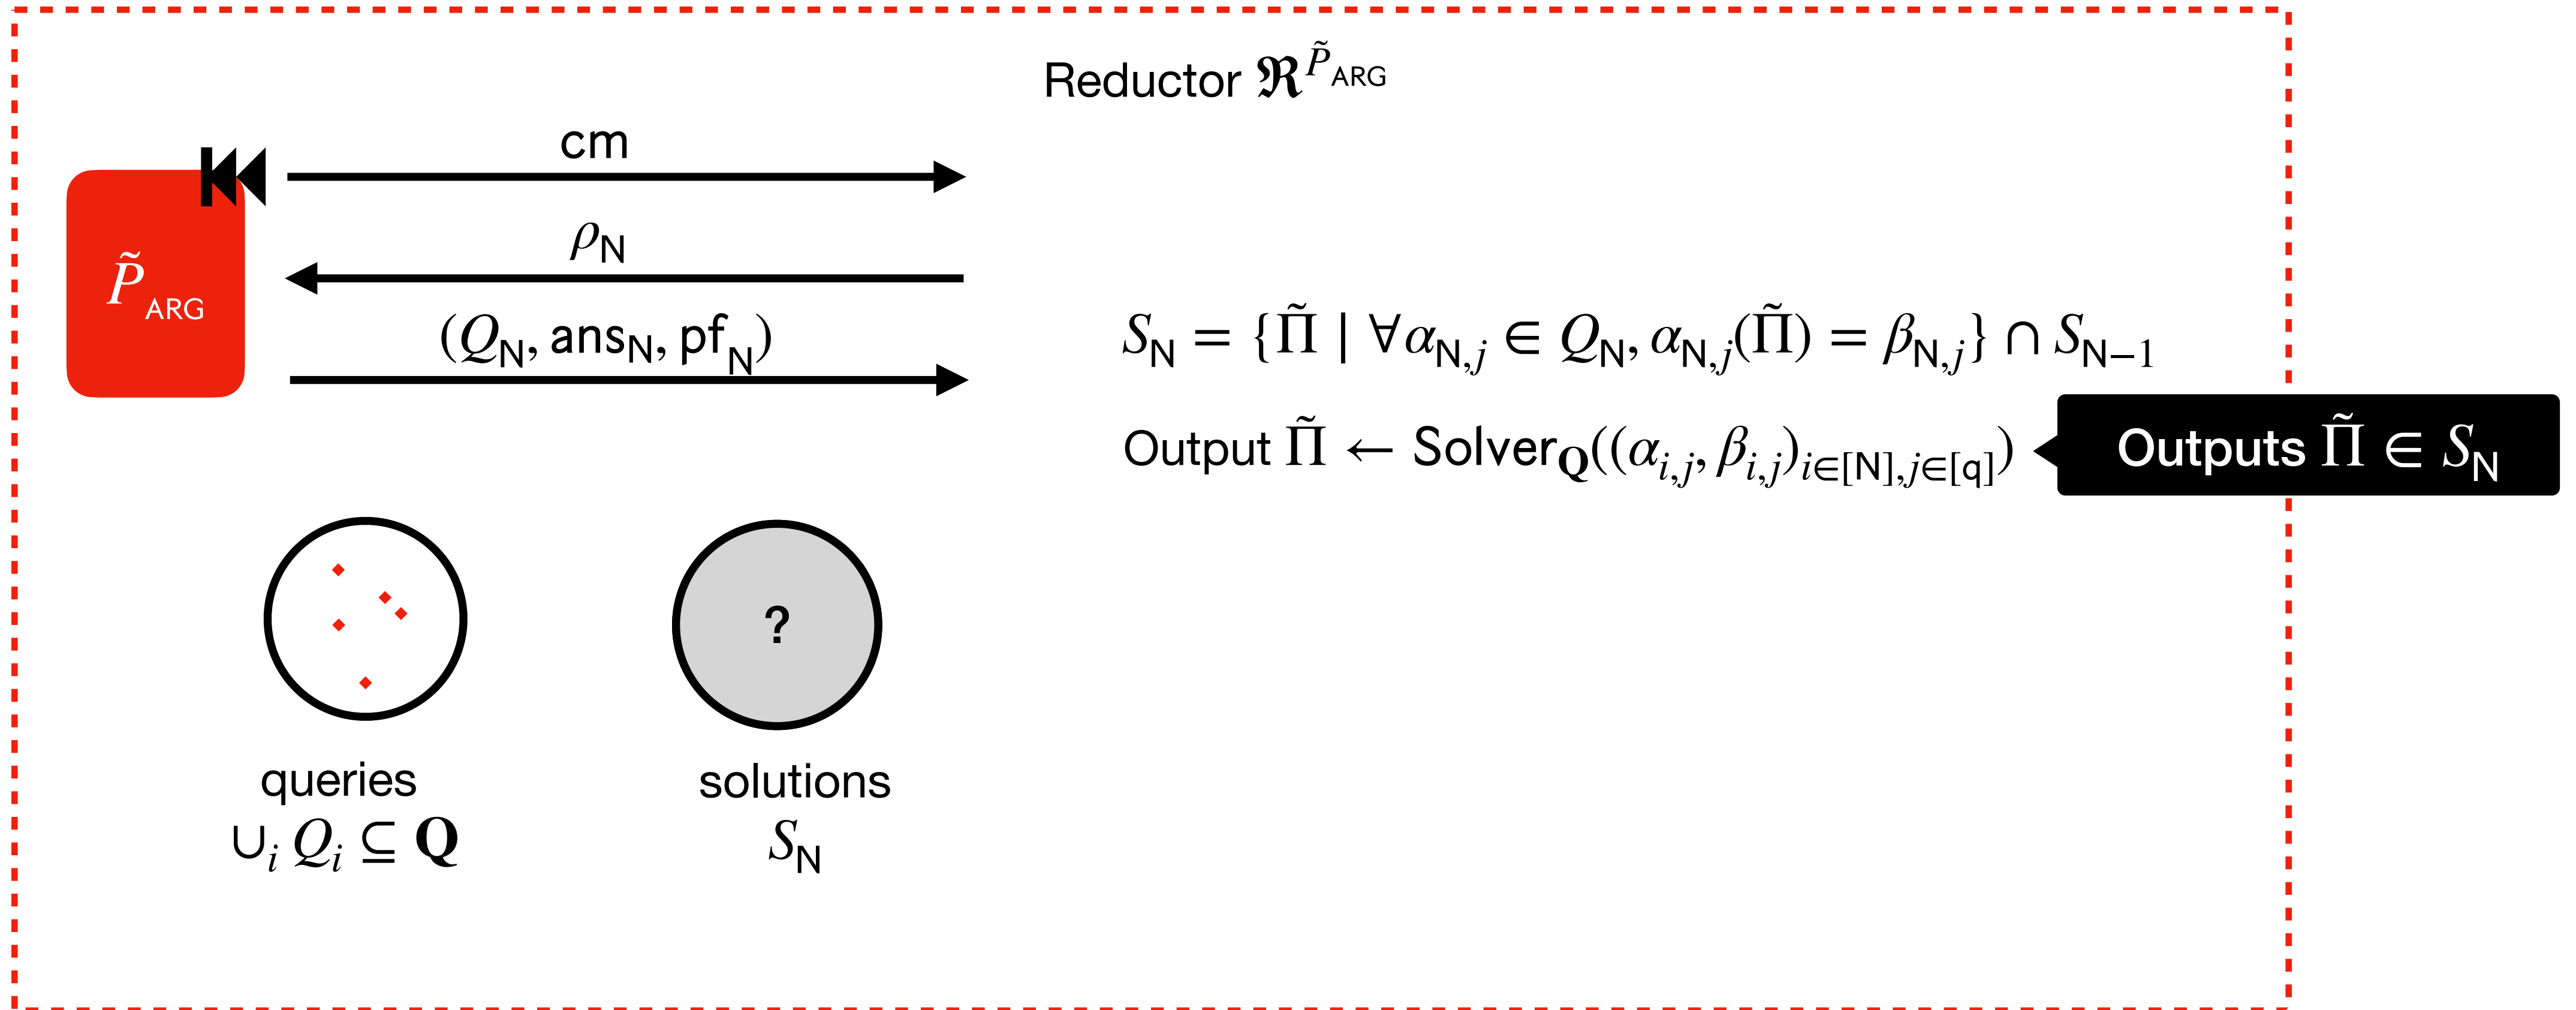 Reductor ℜ^P̃_ARG
cm
ρ_N
P̃_ARG
(Q_N, ans_N, pf_N)
S_N = {Π̃ | ∀α_{N,j} ∈ Q_N, α_{N,j}(Π̃) = β_{N,j}} ∩ S_{N−1}
Output Π̃ ← Solver_𝐐((α_{i,j}, β_{i,j})_{i∈[N],j∈[q]})
Outputs Π̃ ∈ S_N
?
queries
∪_i Q_i ⊆ 𝐐
solutions
S_N